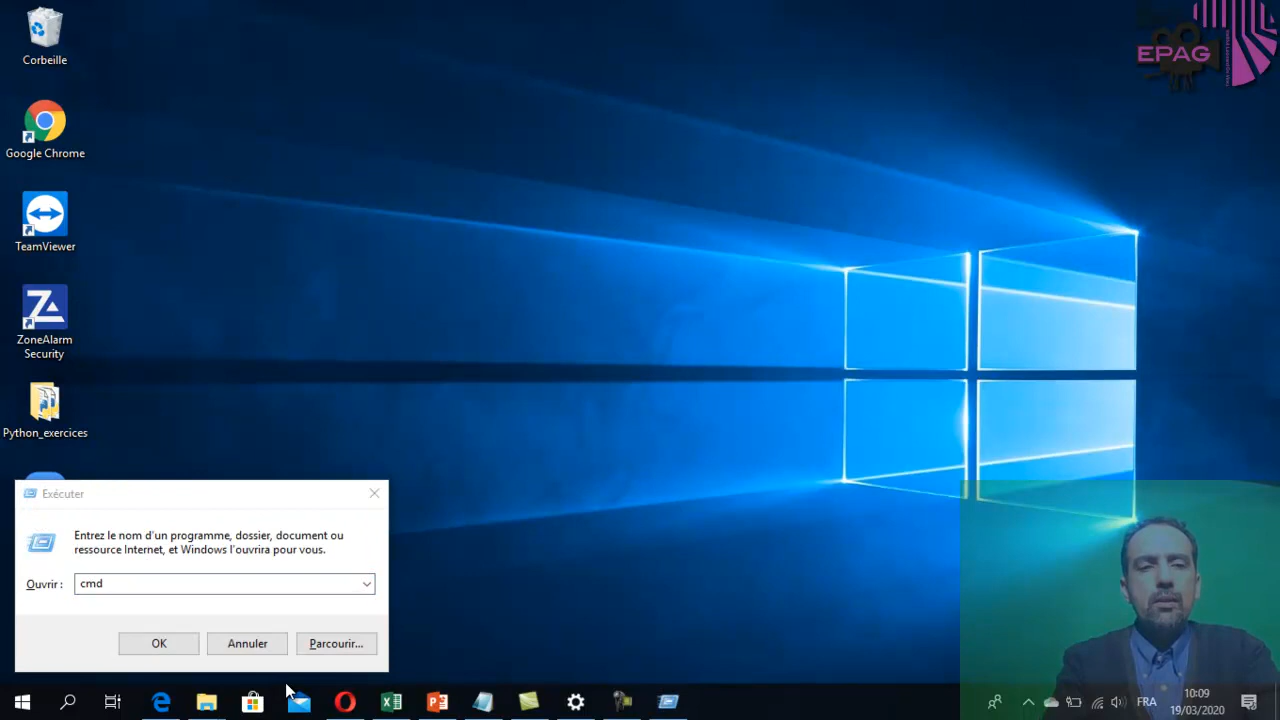 Corbeille
Google Chrome
TeamViewer
ZoneAlarm
Security
Python_exercices
EPAG
Exécuter
Entrez le nom d'un programme, dossier, document ou
ressource Internet, et Windows l'ouvrira pour vous.
Ouvrir :
cmd
OK
Annuler
Parcourir...
FRA
10:09
19/03/2020